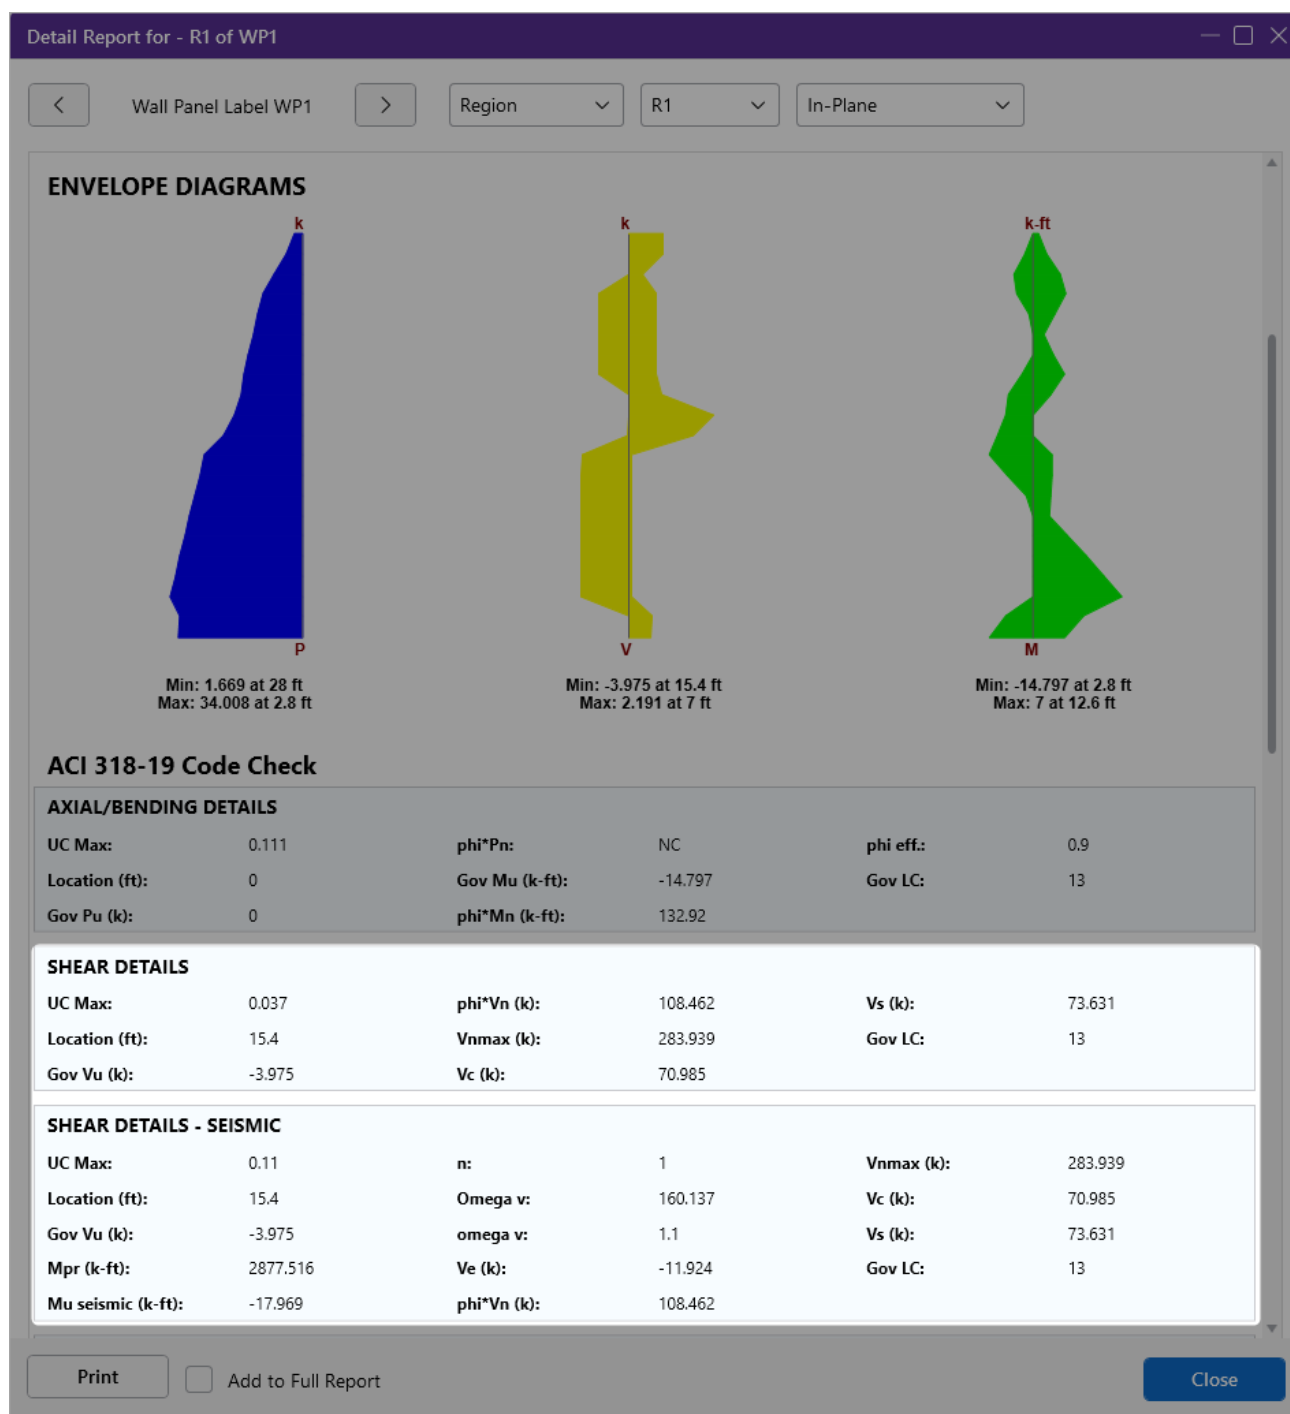 Detail Report for - R1 of WP1
Wall Panel Label WP1 Region R1 In-Plane
ENVELOPE DIAGRAMS
k k k-ft
P V M
Min: 1.669 at 28 ft Min: -3.975 at 15.4 ft Min: -14.797 at 2.8 ft
Max: 34.008 at 2.8 ft Max: 2.191 at 7 ft Max: 7 at 12.6 ft
ACI 318-19 Code Check
AXIAL/BENDING DETAILS
UC Max: 0.111 phi*Pn: NC phi eff.: 0.9
Location (ft): 0 Gov Mu (k-ft): -14.797 Gov LC: 13
Gov Pu (k): 0 phi*Mn (k-ft): 132.92
SHEAR DETAILS
UC Max: 0.037 phi*Vn (k): 108.462 Vs (k): 73.631
Location (ft): 15.4 Vnmax (k): 283.939 Gov LC: 13
Gov Vu (k): -3.975 Vc (k): 70.985
SHEAR DETAILS - SEISMIC
UC Max: 0.11 n: 1 Vnmax (k): 283.939
Location (ft): 15.4 Omega v: 160.137 Vc (k): 70.985
Gov Vu (k): -3.975 omega v: 1.1 Vs (k): 73.631
Mpr (k-ft): 2877.516 Ve (k): -11.924 Gov LC: 13
Mu seismic (k-ft): -17.969 phi*Vn (k): 108.462
Print Add to Full Report Close